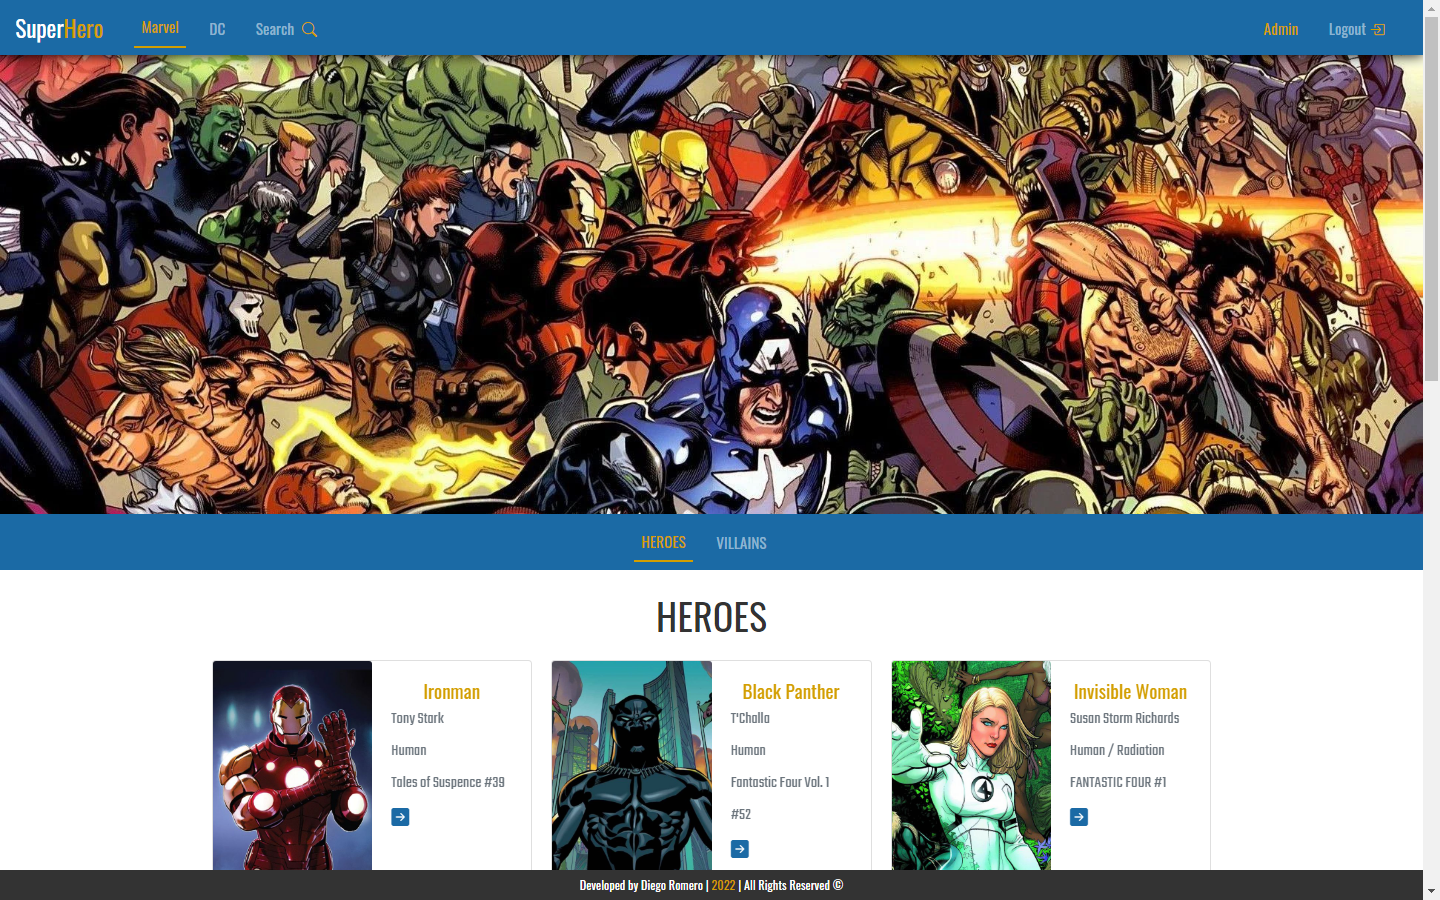 SuperHero
Marvel
DC
Search
Admin
Logout
HEROES
VILLAINS
HEROES
Ironman
Tony Stark
Human
Tales of Suspence #39
Black Panther
T'Challa
Human
Fantastic Four Vol. 1
#52
Invisible Woman
Susan Storm Richards
Human / Radiation
FANTASTIC FOUR #1
4
Developed by Diego Romero | 2022 | All Rights Reserved ©